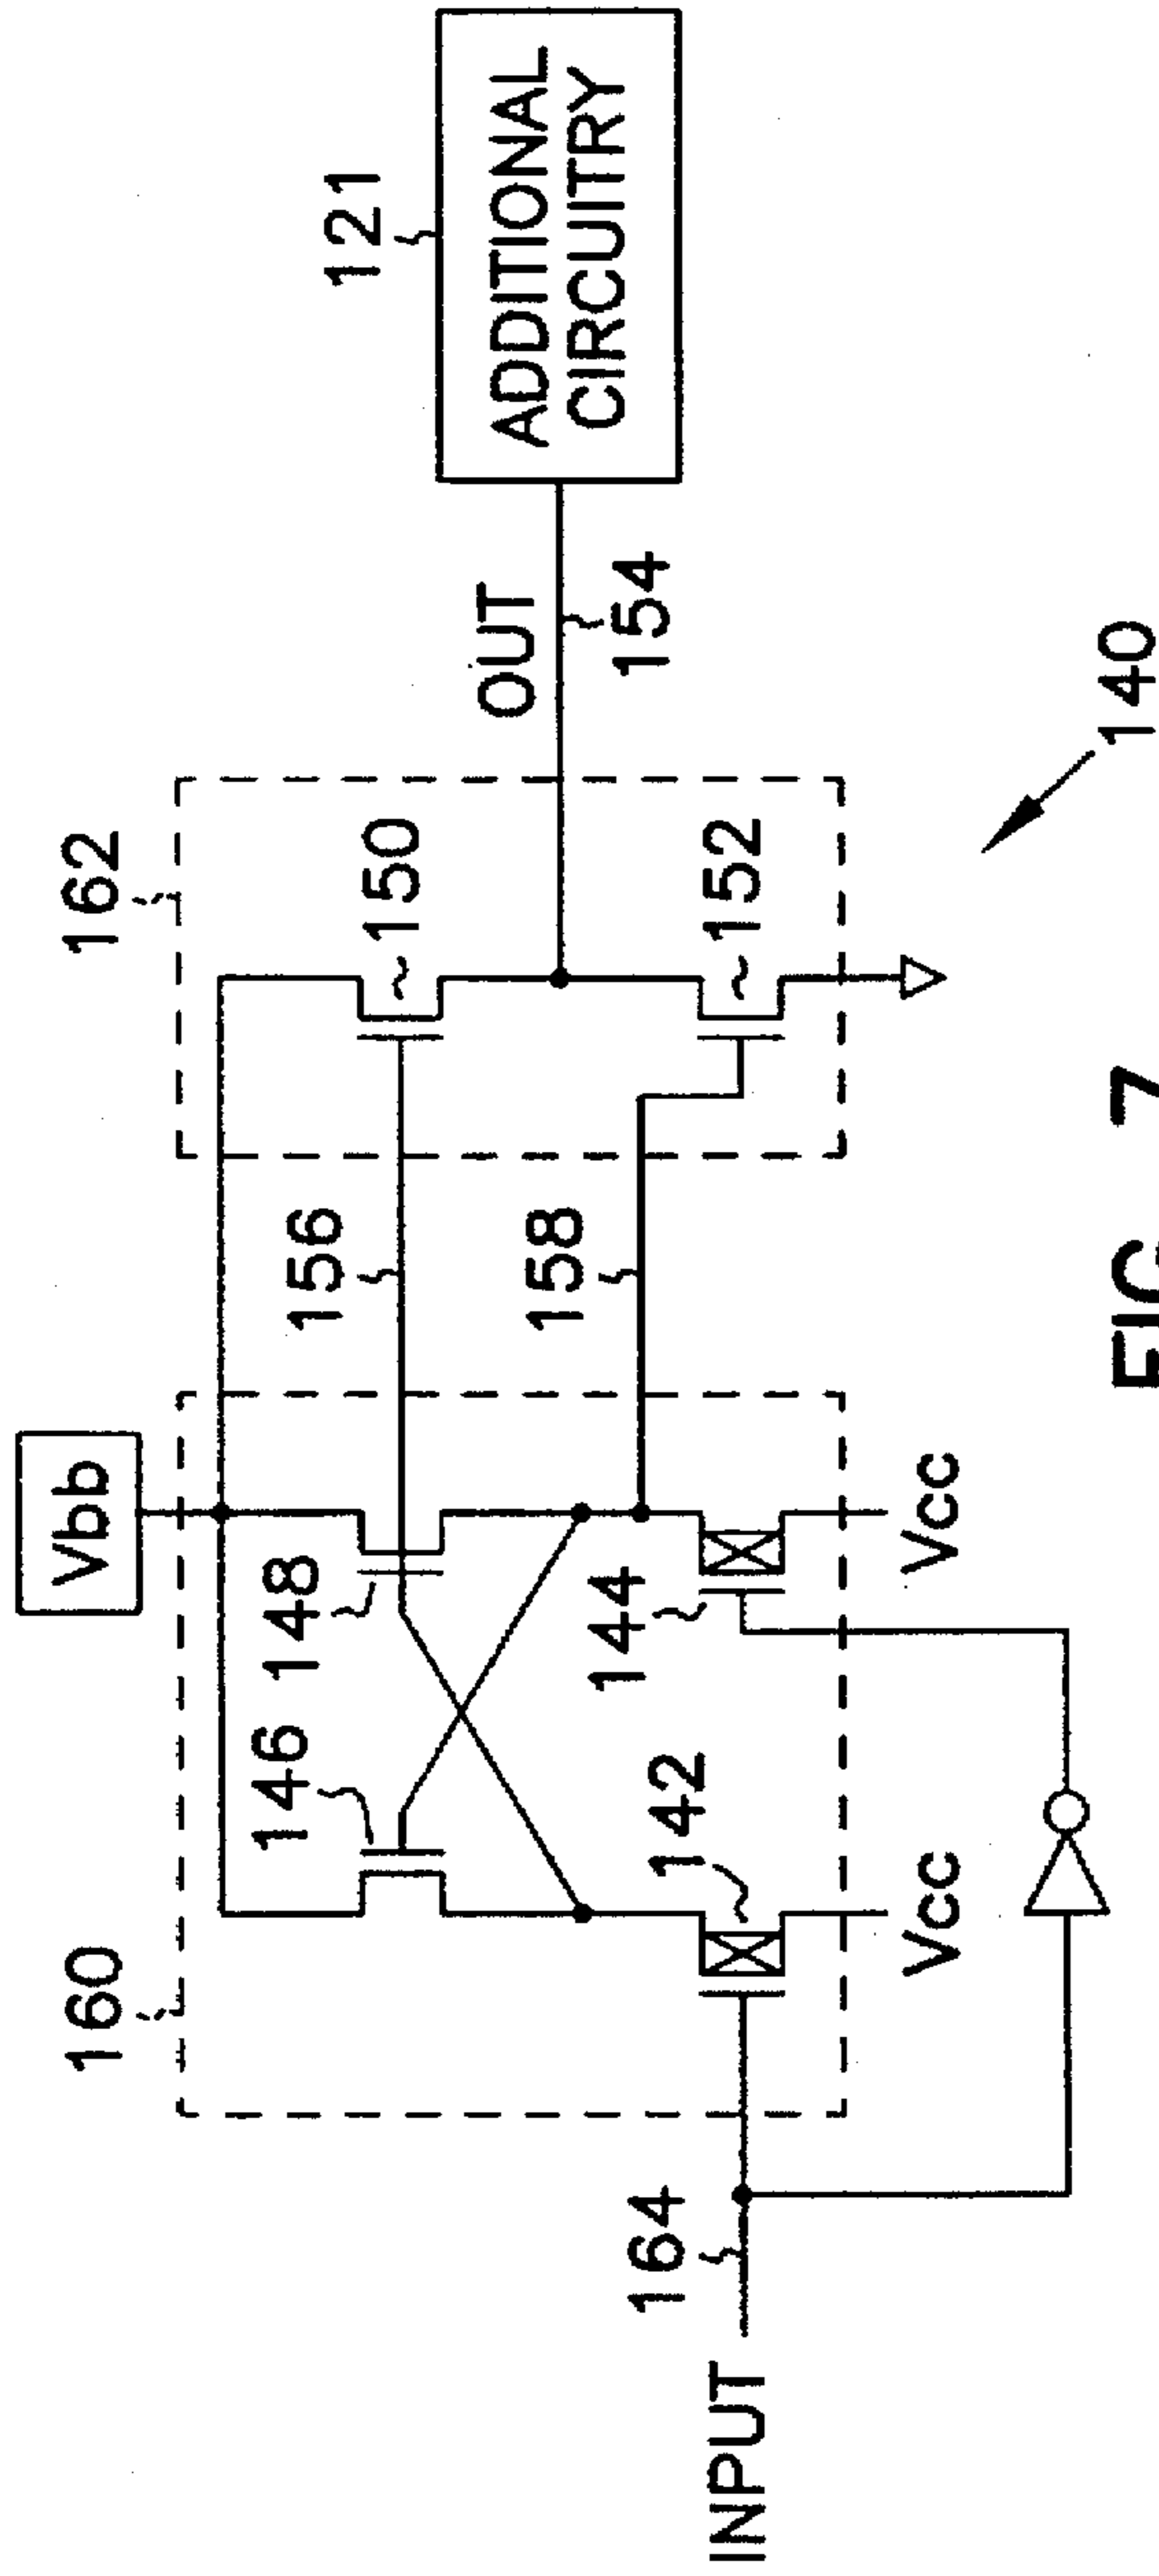 Vbb
160
146
148
156
162
150
OUT
121
ADDITIONAL
CIRCUITRY
164
INPUT
142
144
158
152
154
Vcc
Vcc
140
FIG. 7